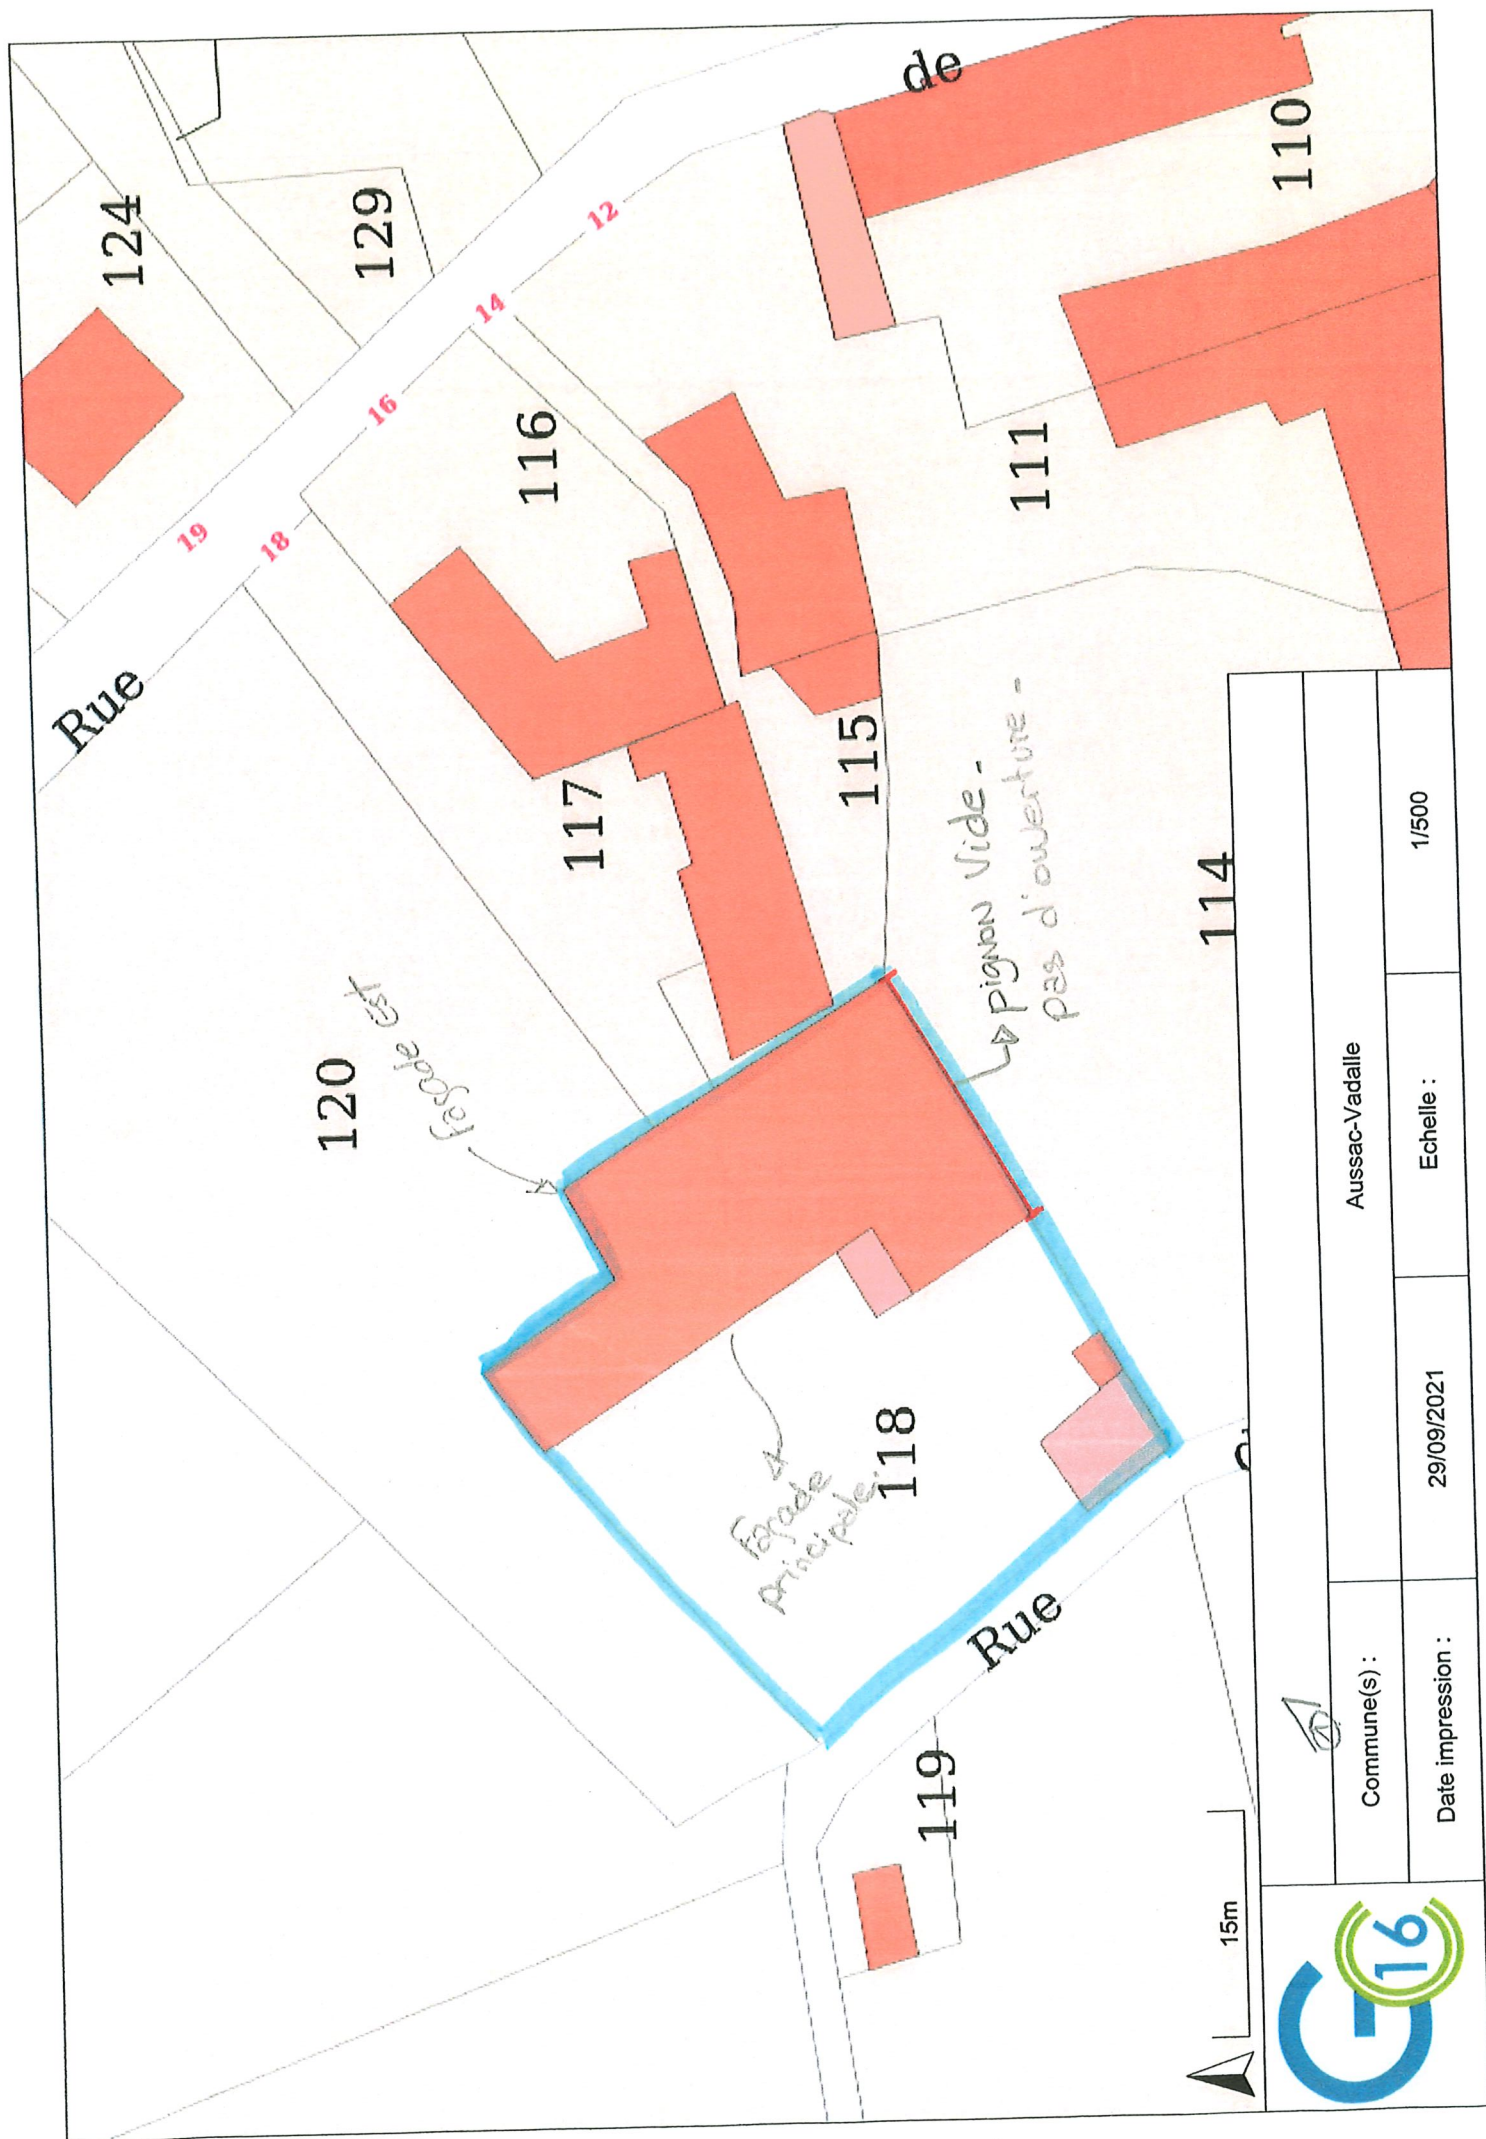 124
129
de
110
12
14
16
116
19
18
111
Rue
117
115
120
Façade Est
pignon vide -
pas d'ouverture -
114
Façade
principale.
118
Rue
119
15m
G16
Commune(s) :
Aussac-Vadalle
Date impression :
29/09/2021
Echelle :
1/500